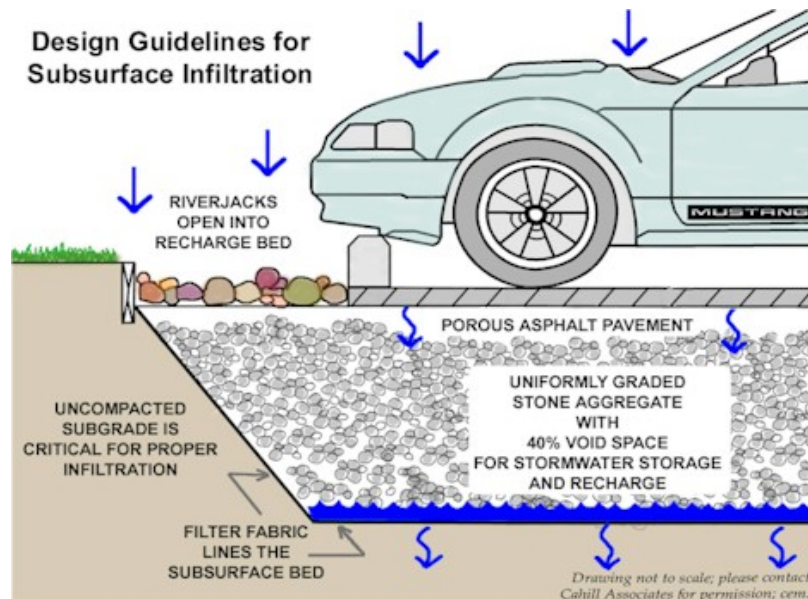 Design Guidelines for
Subsurface Infiltration
RIVERJACKS
OPEN INTO
RECHARGE BED
MUSTANG
POROUS ASPHALT PAVEMENT
UNIFORMLY GRADED
STONE AGGREGATE
WITH
40% VOID SPACE
FOR STORMWATER STORAGE
AND RECHARGE
UNCOMPACTED
SUBGRADE IS
CRITICAL FOR PROPER
INFILTRATION
FILTER FABRIC
LINES THE
SUBSURFACE BED
Drawing not to scale; please contact
Cahill Associates for permission;